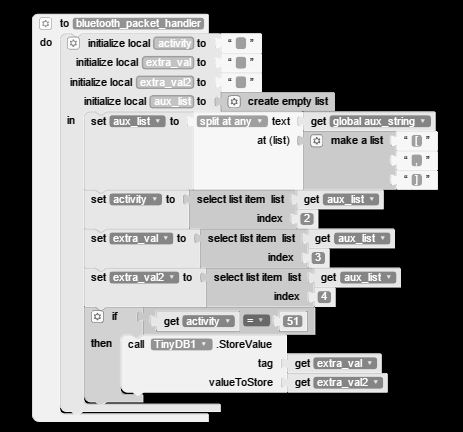 to bluetooth_packet_handler
do initialize local activity to “ ”
initialize local extra_val to “ ”
initialize local extra_val2 to “ ”
initialize local aux_list to create empty list
in set aux_list to split at any text get global aux_string
at (list) make a list “ [ ”
“ , ”
“ ] ”
set activity to select list item list get aux_list
index 2
set extra_val to select list item list get aux_list
index 3
set extra_val2 to select list item list get aux_list
index 4
if get activity = 51
then call TinyDB1 .StoreValue
tag get extra_val
valueToStore get extra_val2